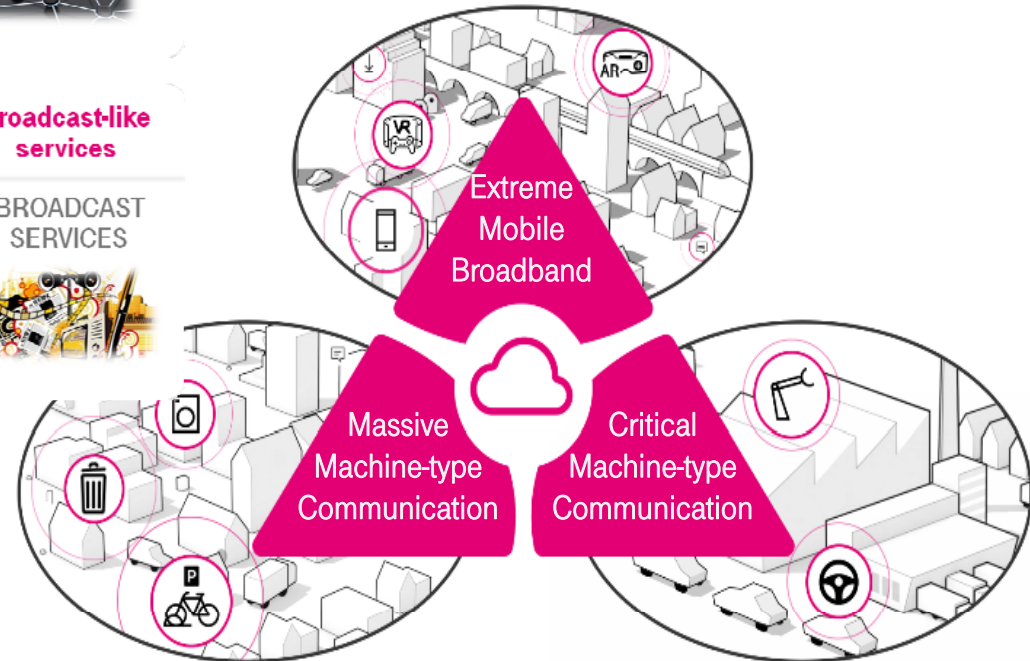 roadcast-like
services
BROADCAST
SERVICES
AR
VR
Extreme
Mobile
Broadband
Massive
Machine-type
Communication
Critical
Machine-type
Communication
P